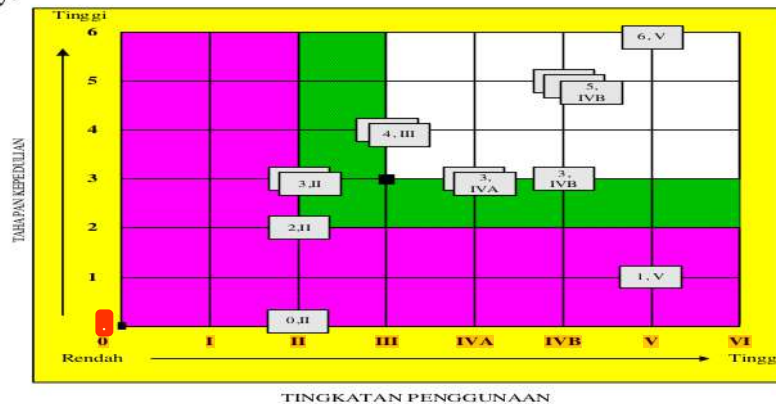 Tinggi
6
6, V
5
5,
IVB
4
4, III
3
3,II
3,
IVA
3,
IVB
2
2,II
1
1, V
0,II
0
I
II
III
IVA
IVB
V
VI
Rendah
Tingg
TAHAPAN KEPEDULIAN
TINGKATAN PENGGUNAAN